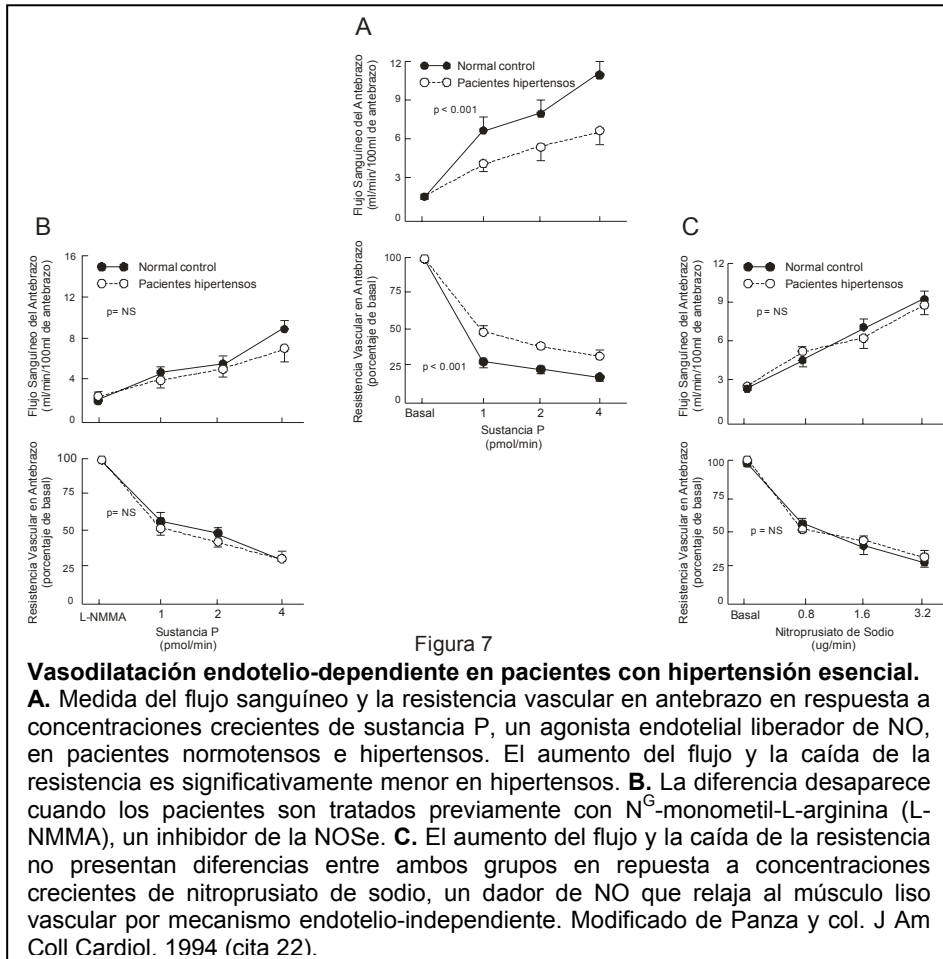 A
Normal control
Pacientes hipertensos
p < 0.001
Flujo Sanguíneo del Antebrazo
(ml/min/100ml de antebrazo)
12
9
6
3
0
Resistencia Vascular en Antebrazo
(porcentaje de basal)
100
75
50
25
0
p < 0.001
Basal
1
2
4
Sustancia P
(pmol/min)
B
Normal control
Pacientes hipertensos
p= NS
Flujo Sanguíneo del Antebrazo
(ml/min/100ml de antebrazo)
16
12
8
4
0
Resistencia Vascular en Antebrazo
(porcentaje de basal)
100
75
50
25
0
p= NS
L-NMMA
1
2
4
Sustancia P
(pmol/min)
C
Normal control
Pacientes hipertensos
p= NS
Flujo Sanguíneo del Antebrazo
(ml/min/100ml de antebrazo)
12
9
6
3
0
Resistencia Vascular en Antebrazo
(porcentaje de basal)
100
75
50
25
0
p = NS
Basal
0.8
1.6
3.2
Nitroprusiato de Sodio
(ug/min)
Figura 7
Vasodilatación endotelio-dependiente en pacientes con hipertensión esencial.
A. Medida del flujo sanguíneo y la resistencia vascular en antebrazo en respuesta a
concentraciones crecientes de sustancia P, un agonista endotelial liberador de NO,
en pacientes normotensos e hipertensos. El aumento del flujo y la caída de la
resistencia es significativamente menor en hipertensos. B. La diferencia desaparece
cuando los pacientes son tratados previamente con N^G-monometil-L-arginina (L-
NMMA), un inhibidor de la NOSe. C. El aumento del flujo y la caída de la resistencia
no presentan diferencias entre ambos grupos en repuesta a concentraciones
crecientes de nitroprusiato de sodio, un dador de NO que relaja al músculo liso
vascular por mecanismo endotelio-independiente. Modificado de Panza y col. J Am
Coll Cardiol. 1994 (cita 22).